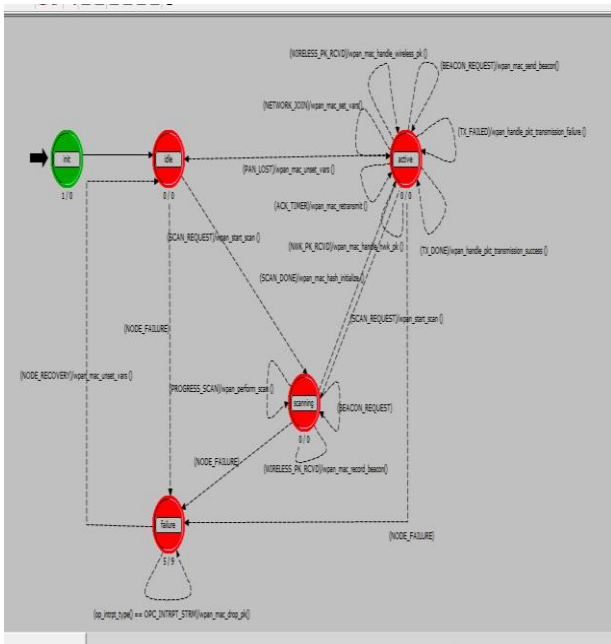 (WIRELESS_PK_RCVD)/wpan_mac_handle_wireless_pk ()
(BEACON_REQUEST)/wpan_mac_send_beacon()
(NETWORK_JOIN)/wpan_mac_set_vars()
(TX_FAILED)/wpan_handle_pkt_transmission_failure ()
init
idle
active
(PAN_LOST)/wpan_mac_unset_vars ()
1 / 0
0 / 0
0 / 0
(ACK_TIMER)/wpan_mac_retransmit ()
(SCAN_REQUEST)/wpan_start_scan ()
(NWK_PK_RCVD)/wpan_mac_handle_nwk_pk ()
(TX_DONE)/wpan_handle_pkt_transmission_success ()
(SCAN_DONE)/wpan_mac_hash_initialize ()
(SCAN_REQUEST)/wpan_start_scan ()
(NODE_FAILURE)
(NODE_RECOVERY)/wpan_mac_unset_vars ()
(PROGRESS_SCAN)/wpan_perform_scan ()
scanning
(BEACON_REQUEST)
0 / 0
(NODE_FAILURE)
(WIRELESS_PK_RCVD)/wpan_mac_record_beacon()
failure
(NODE_FAILURE)
5 / 9
(op_intrpt_type() == OPC_INTRPT_STRM)/wpan_mac_drop_pk()